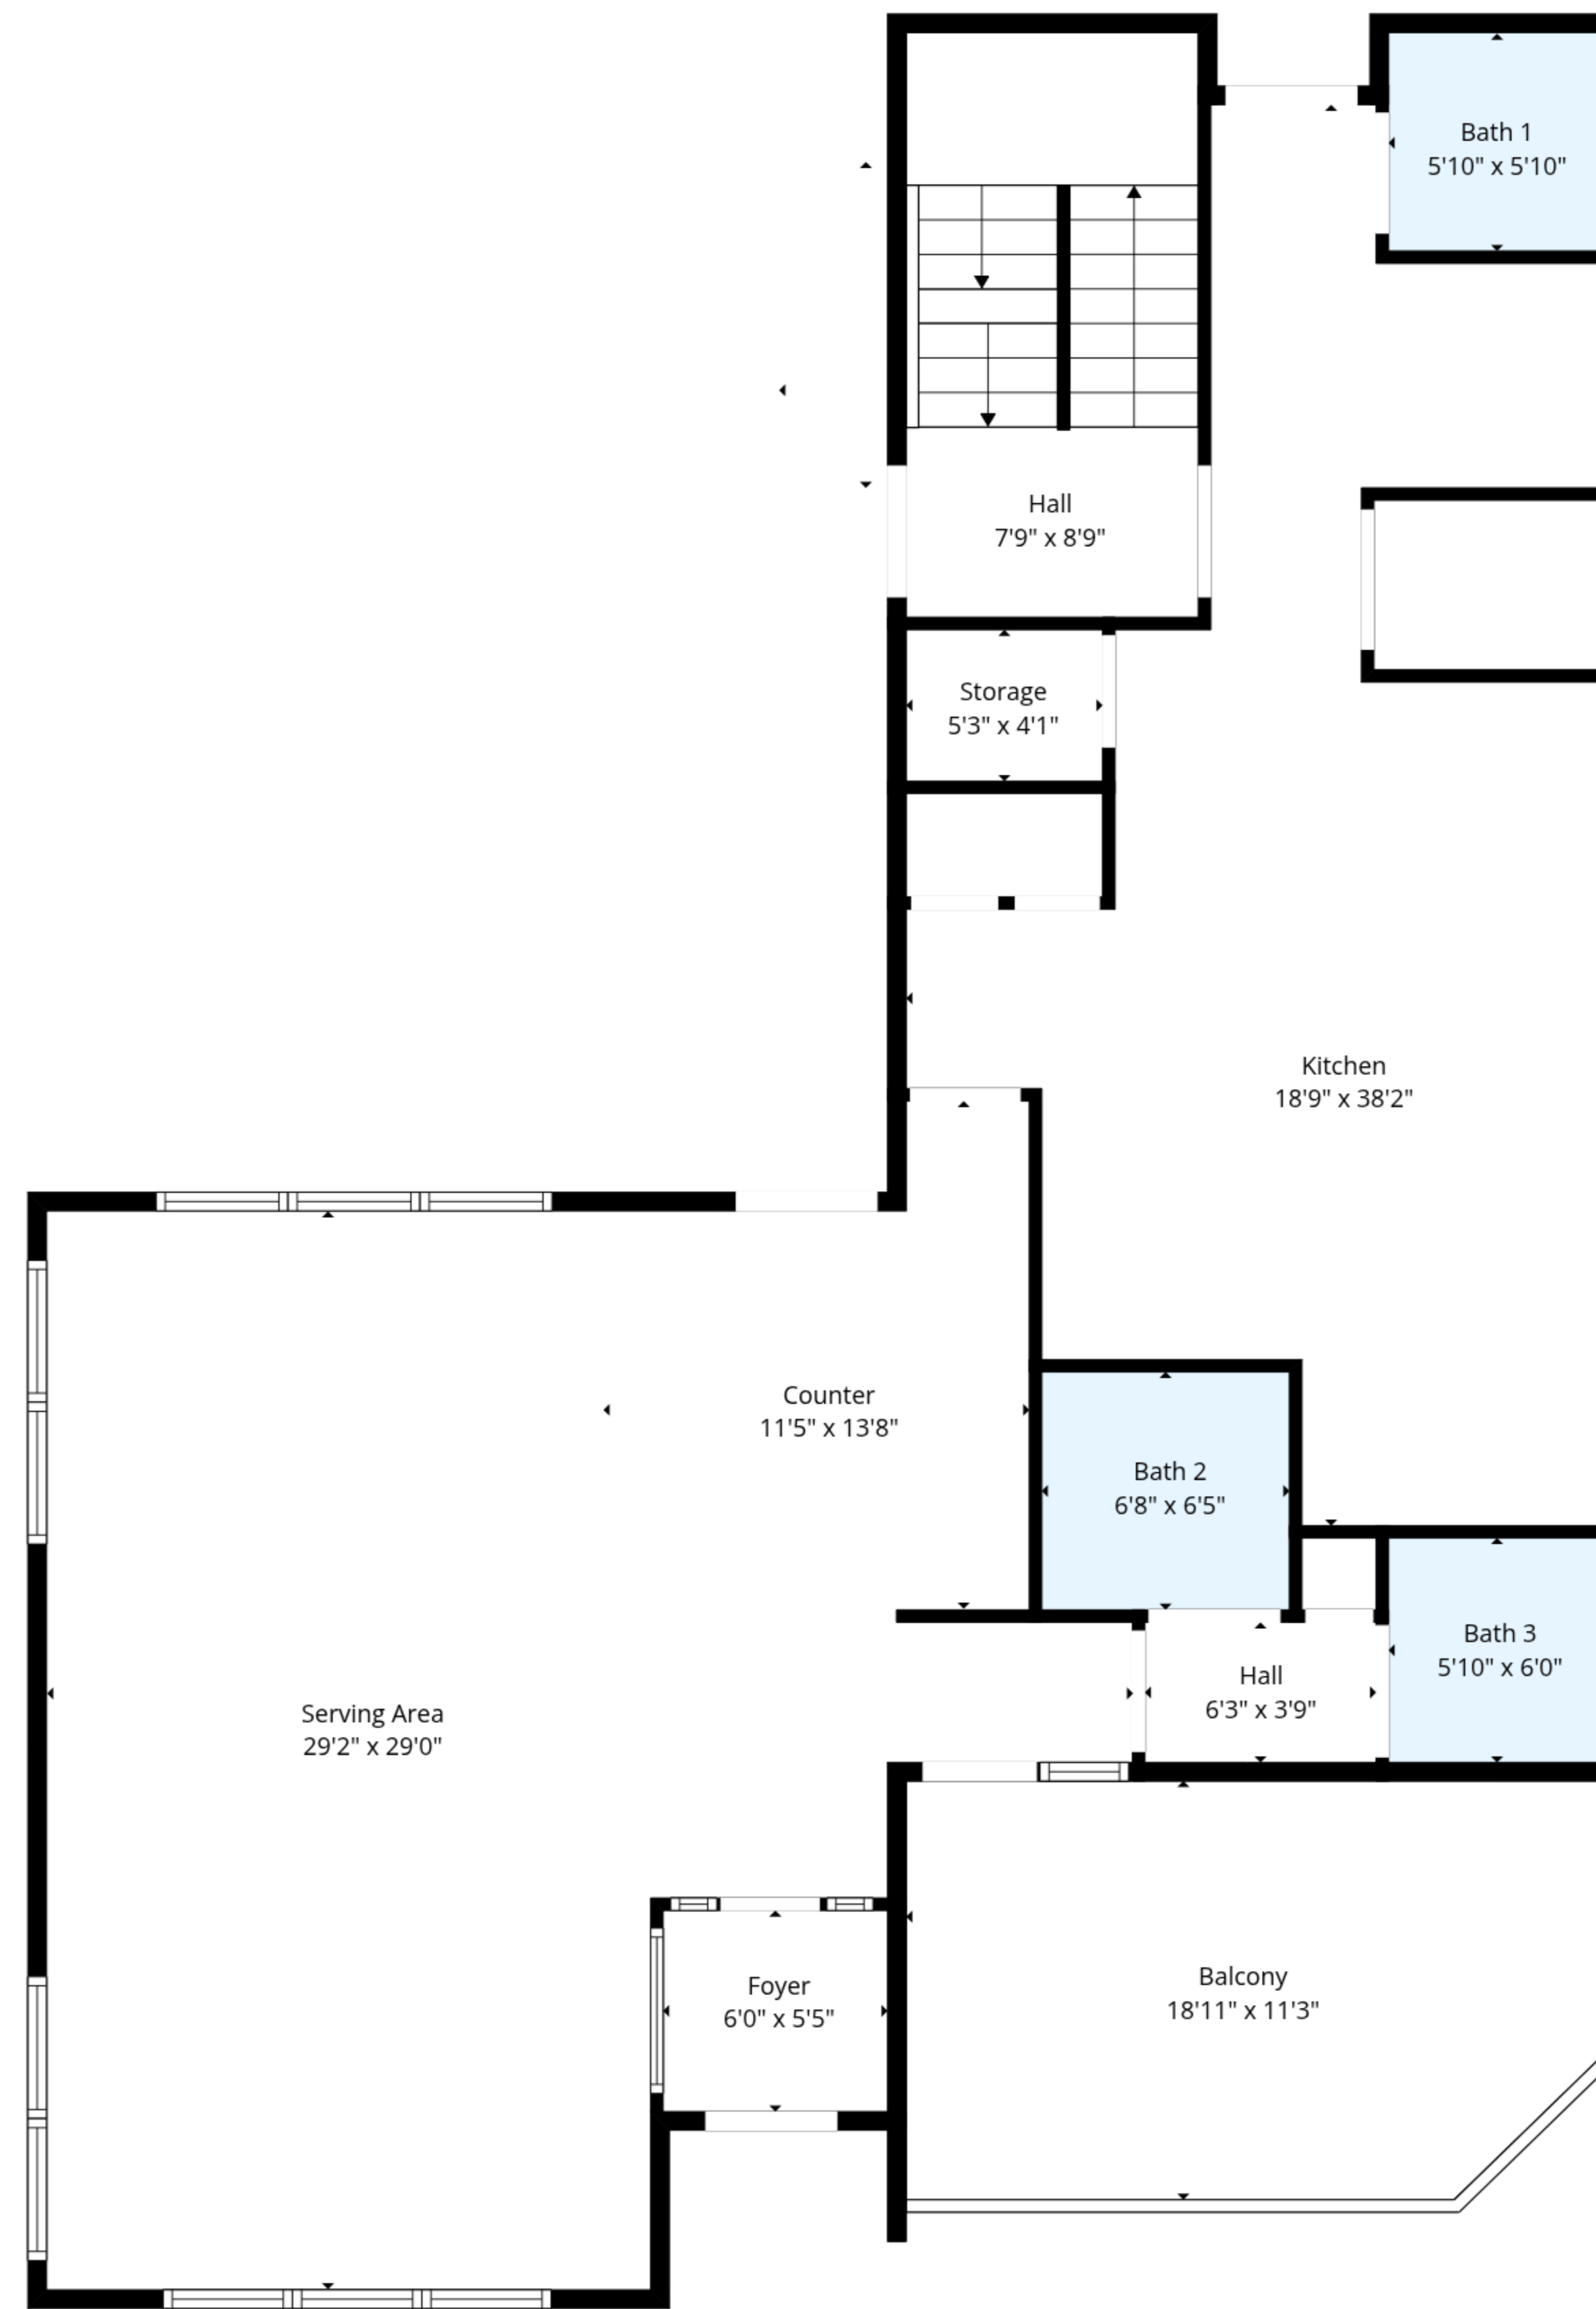 Bath 1
5'10" x 5'10"
Hall
7'9" x 8'9"
Storage
5'3" x 4'1"
Kitchen
18'9" x 38'2"
Counter
11'5" x 13'8"
Bath 2
6'8" x 6'5"
Bath 3
5'10" x 6'0"
Hall
6'3" x 3'9"
Serving Area
29'2" x 29'0"
Foyer
6'0" x 5'5"
Balcony
18'11" x 11'3"